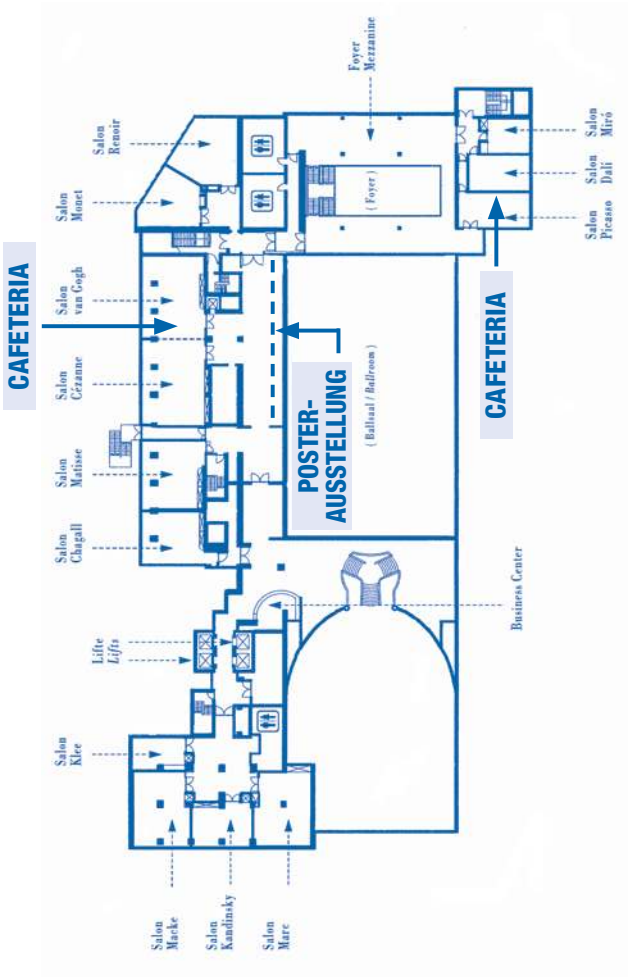 CAFETERIA
Salon
Klee
Lifte
Lifts
Salon
Chagall
Salon
Matisse
Salon
Cézanne
Salon
van Gogh
Salon
Monet
Salon
Renoir
Salon
Macke
Salon
Kandinsky
Salon
Marc
POSTER-
AUSSTELLUNG
(Ballsaal / Ballroom)
(Foyer)
Foyer
Mezzanine
Business Center
CAFETERIA
Salon
Picasso
Salon
Dali
Salon
Miró